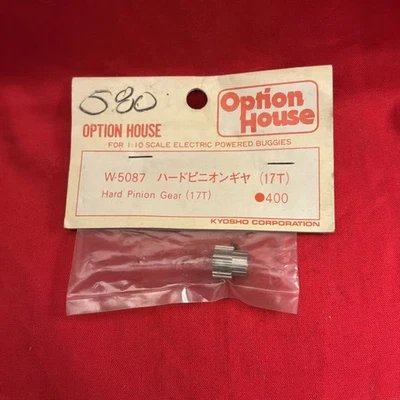 580
Option
House
OPTION HOUSE
FOR 1:10 SCALE ELECTRIC POWERED BUGGIES
W-5087 ハードピニオンギヤ (17T)
Hard Pinion Gear (17T) ●400
KYOSHO CORPORATION